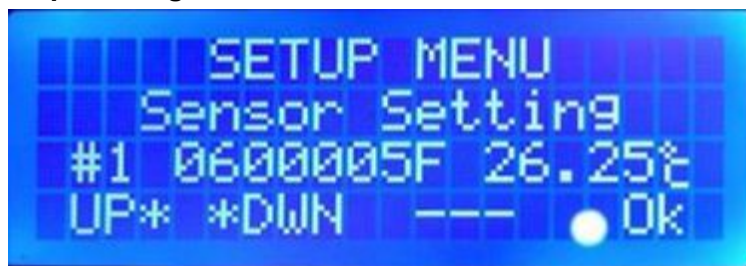 SETUP MENU
Sensor Setting
#1 0600005F 26.25℃
UP* *DWN --- Ok